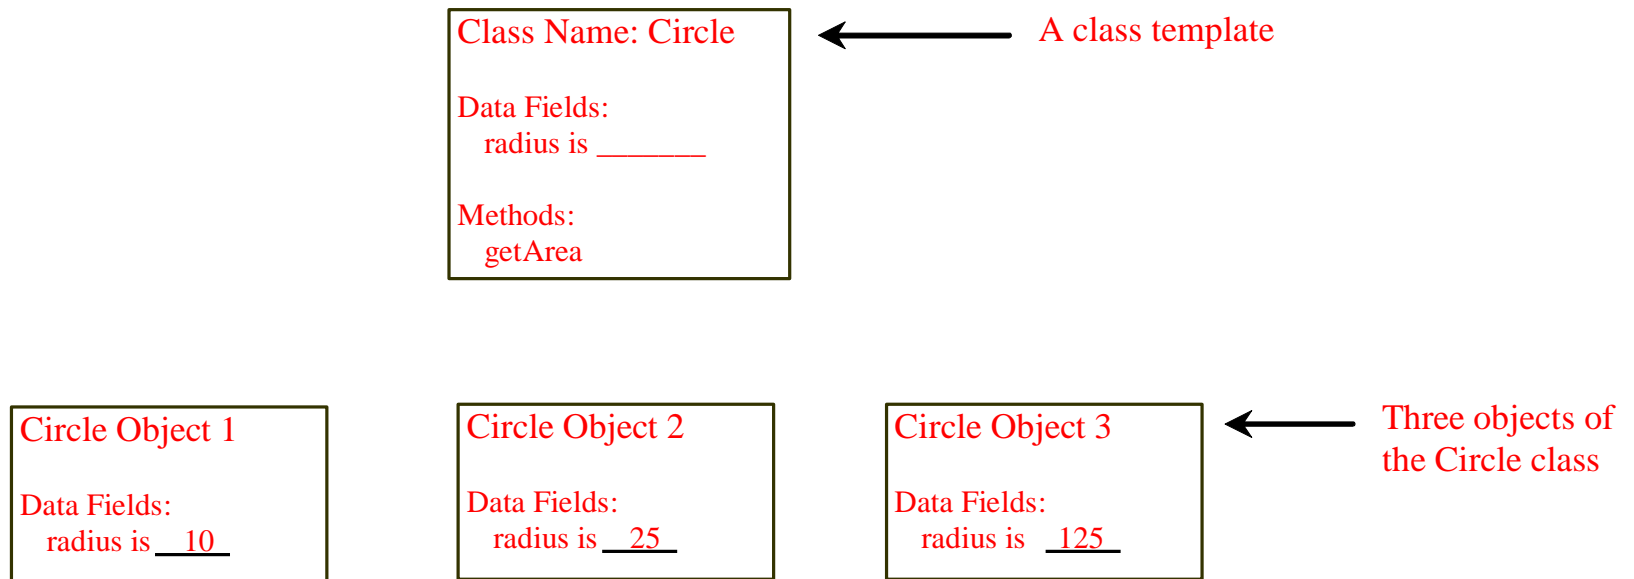 Class Name: Circle
Data Fields:
radius is _______
Methods:
getArea
A class template
Circle Object 1
Data Fields:
radius is 10
Circle Object 2
Data Fields:
radius is 25
Circle Object 3
Data Fields:
radius is 125
Three objects of
the Circle class